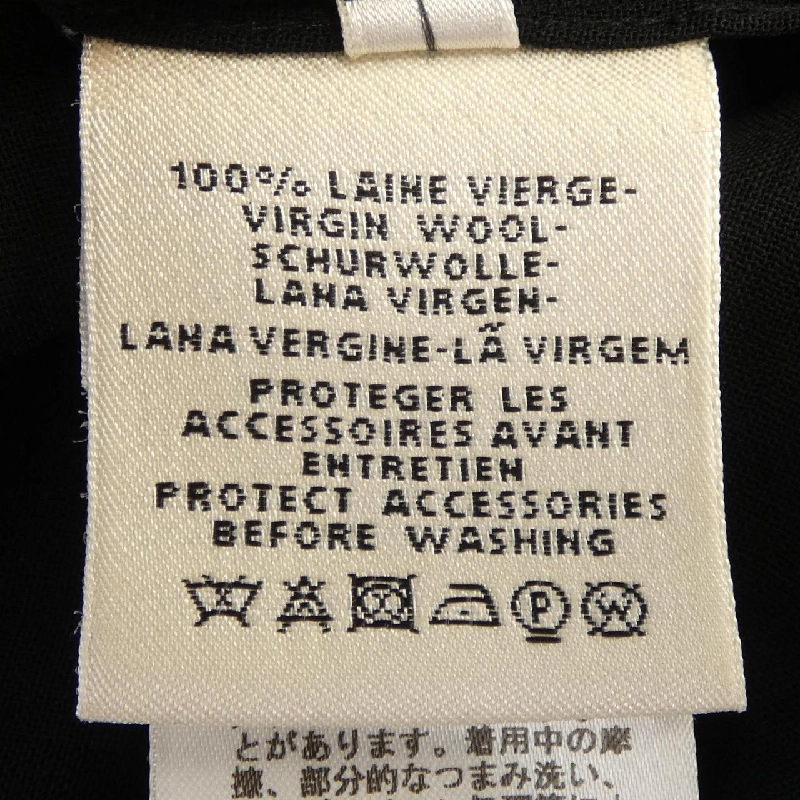 100% LAINE VIERGE-
VIRGIN WOOL-
SCHURWOLLE-
LANA VIRGEN-
LANA VERGINE-LÃ VIRGEM
PROTEGER LES
ACCESSOIRES AVANT
ENTRETIEN
PROTECT ACCESSORIES
BEFORE WASHING
P W
とがあります。着用中の摩
擦、部分的なつまみ洗い、